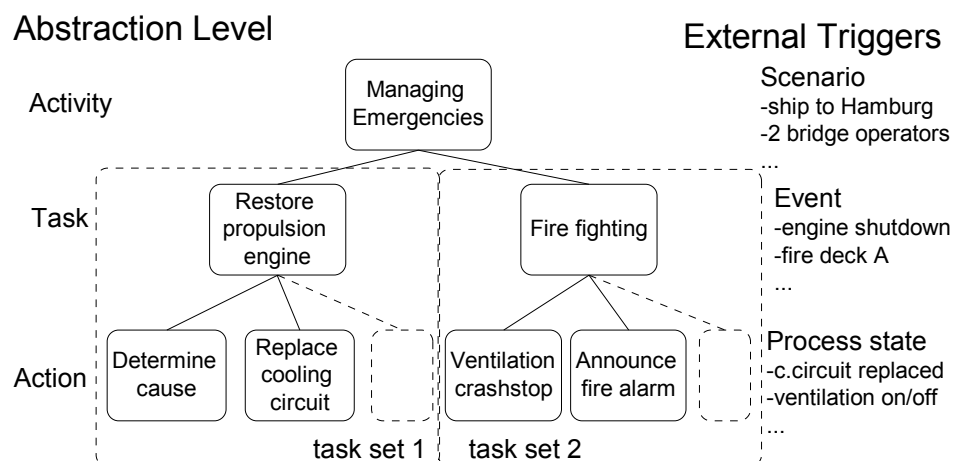 Abstraction Level
External Triggers
Activity
Managing
Emergencies
Scenario
-ship to Hamburg
-2 bridge operators
...
Task
Restore
propulsion
engine
Fire fighting
Event
-engine shutdown
-fire deck A
...
Action
Determine
cause
Replace
cooling
circuit
Ventilation
crashstop
Announce
fire alarm
Process state
-c.circuit replaced
-ventilation on/off
...
task set 1
task set 2